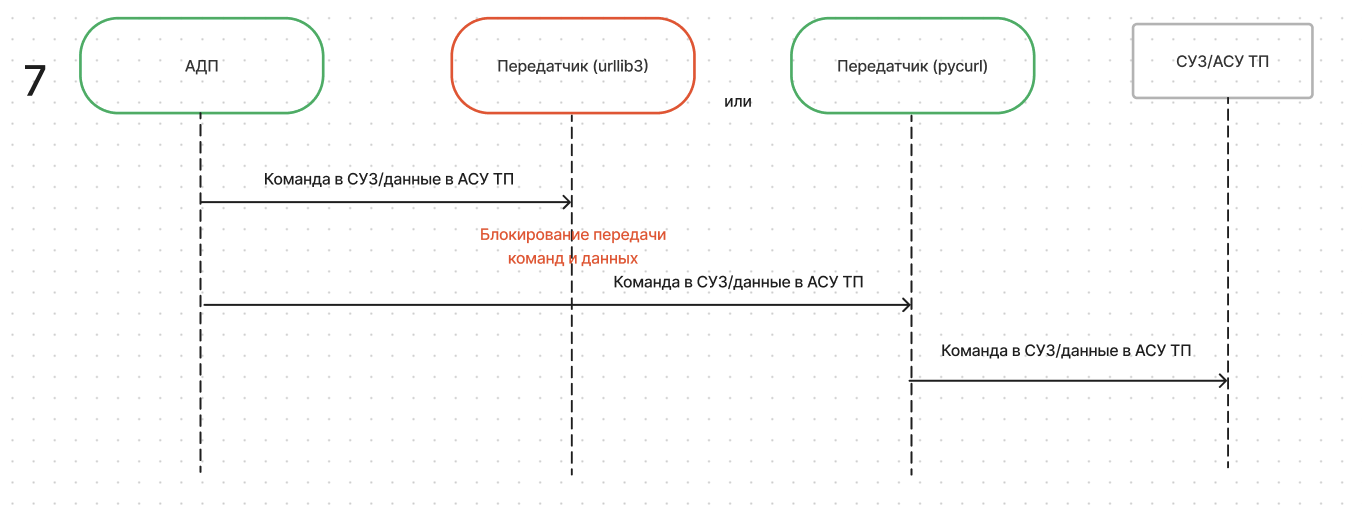 7
АДП
Передатчик (urllib3)
или
Передатчик (pycurl)
СУЗ/АСУ ТП
Команда в СУЗ/данные в АСУ ТП
Блокирование передачи
команд и данных
Команда в СУЗ/данные в АСУ ТП
Команда в СУЗ/данные в АСУ ТП